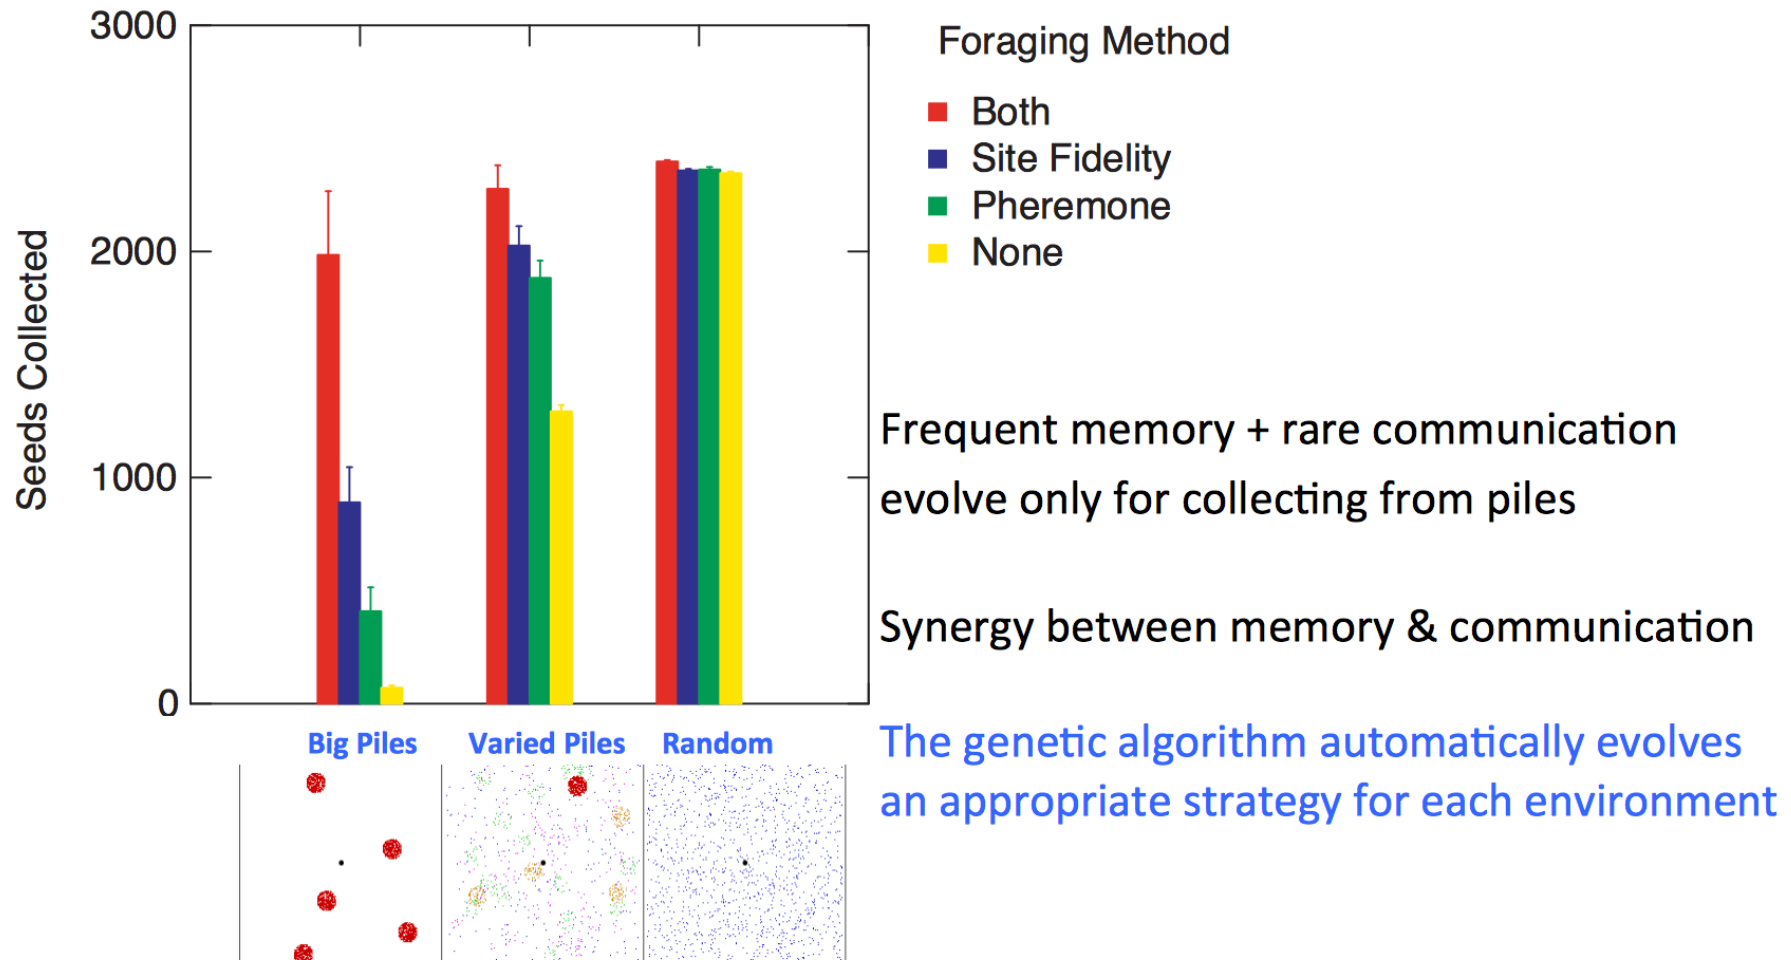 3000
2000
1000
0
Seeds Collected
Big Piles
Varied Piles
Random
Foraging Method
Both
Site Fidelity
Pheremone
None
Frequent memory + rare communication
evolve only for collecting from piles
Synergy between memory & communication
The genetic algorithm automatically evolves
an appropriate strategy for each environment